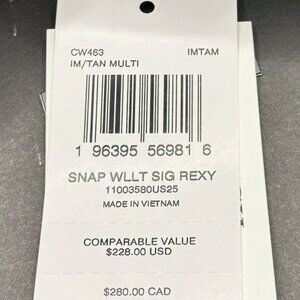 CW463 IMTAM
IM/TAN MULTI
1 96395 56981 6
SNAP WLLT SIG REXY
11003580US25
MADE IN VIETNAM
COMPARABLE VALUE
$228.00 USD
$280.00 CAD